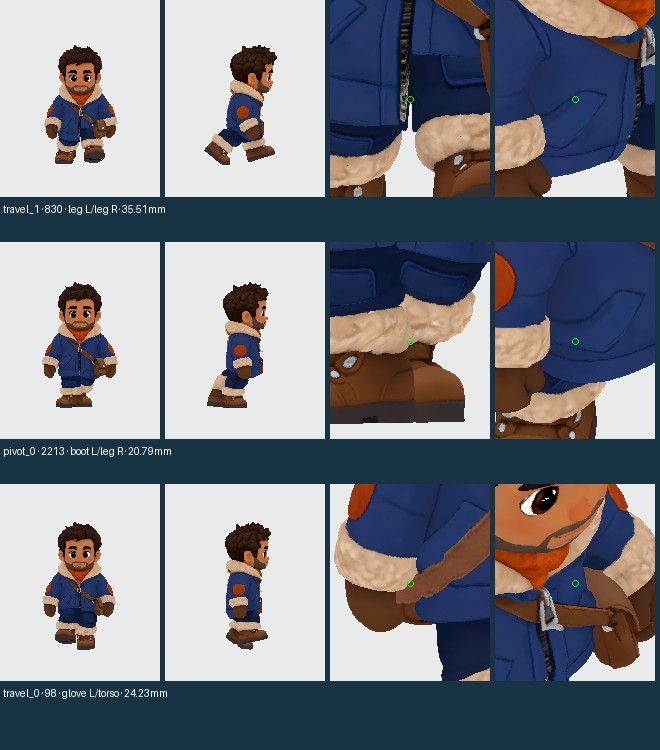 travel_1 · 830 · leg L/leg R · 35.51mm
pivot_0 · 2213 · boot L/leg R · 20.79mm
travel_0 · 98 · glove L/torso · 24.23mm